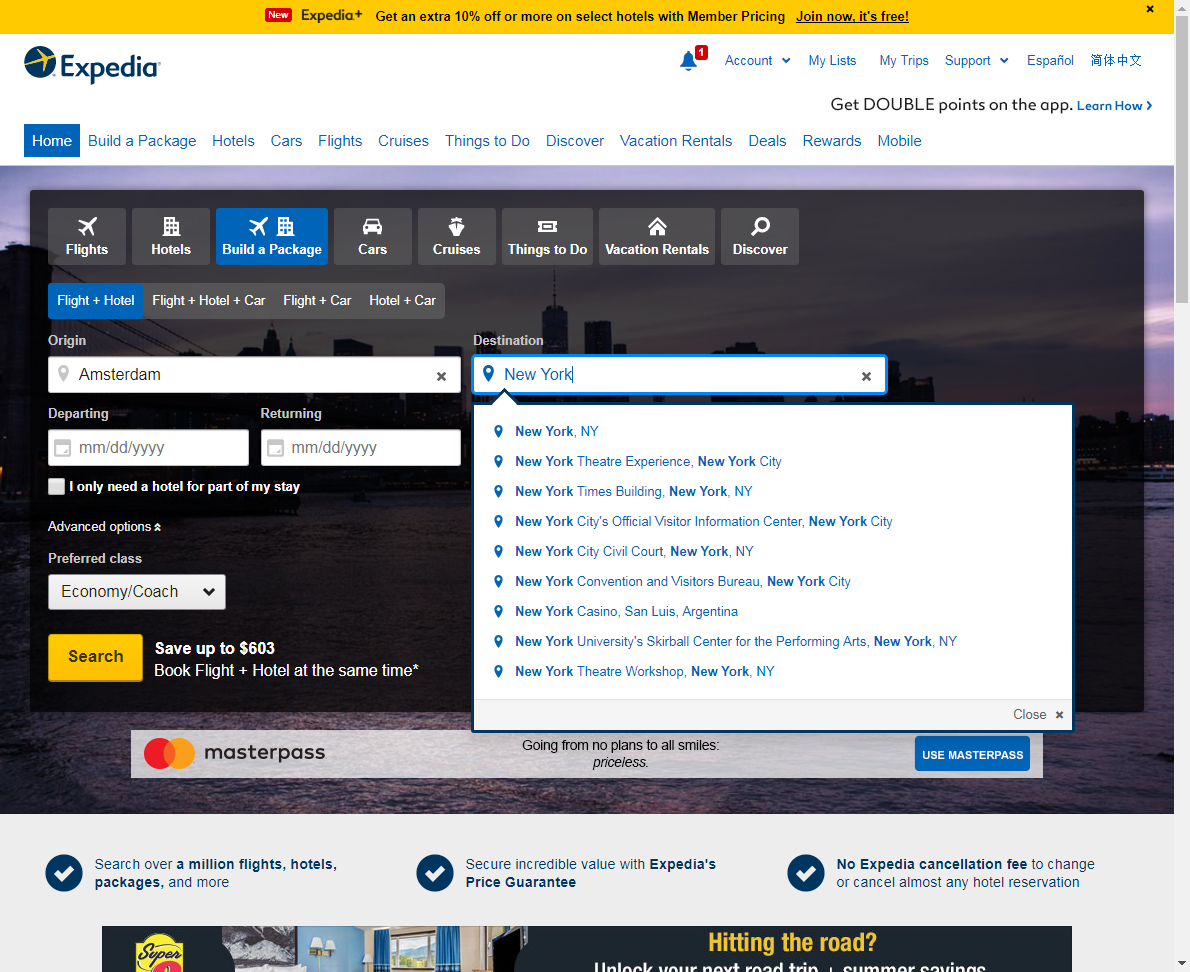 New Expedia+ Get an extra 10% off or more on select hotels with Member Pricing Join now, it's free!
Expedia
1
Account My Lists My Trips Support Español 简体中文
Get DOUBLE points on the app. Learn How
Home Build a Package Hotels Cars Flights Cruises Things to Do Discover Vacation Rentals Deals Rewards Mobile
Flights Hotels Build a Package Cars Cruises Things to Do Vacation Rentals Discover
Flight + Hotel Flight + Hotel + Car Flight + Car Hotel + Car
Origin Destination
Amsterdam New York
Departing Returning
mm/dd/yyyy mm/dd/yyyy
I only need a hotel for part of my stay
Advanced options
Preferred class
Economy/Coach
Search
Save up to $603
Book Flight + Hotel at the same time*
New York, NY
New York Theatre Experience, New York City
New York Times Building, New York, NY
New York City's Official Visitor Information Center, New York City
New York City Civil Court, New York, NY
New York Convention and Visitors Bureau, New York City
New York Casino, San Luis, Argentina
New York University's Skirball Center for the Performing Arts, New York, NY
New York Theatre Workshop, New York, NY
Close
masterpass
Going from no plans to all smiles:
priceless.
USE MASTERPASS
Search over a million flights, hotels,
packages, and more
Secure incredible value with Expedia's
Price Guarantee
No Expedia cancellation fee to change
or cancel almost any hotel reservation
Super
Hitting the road?
Unlock your next road trip + summer savings